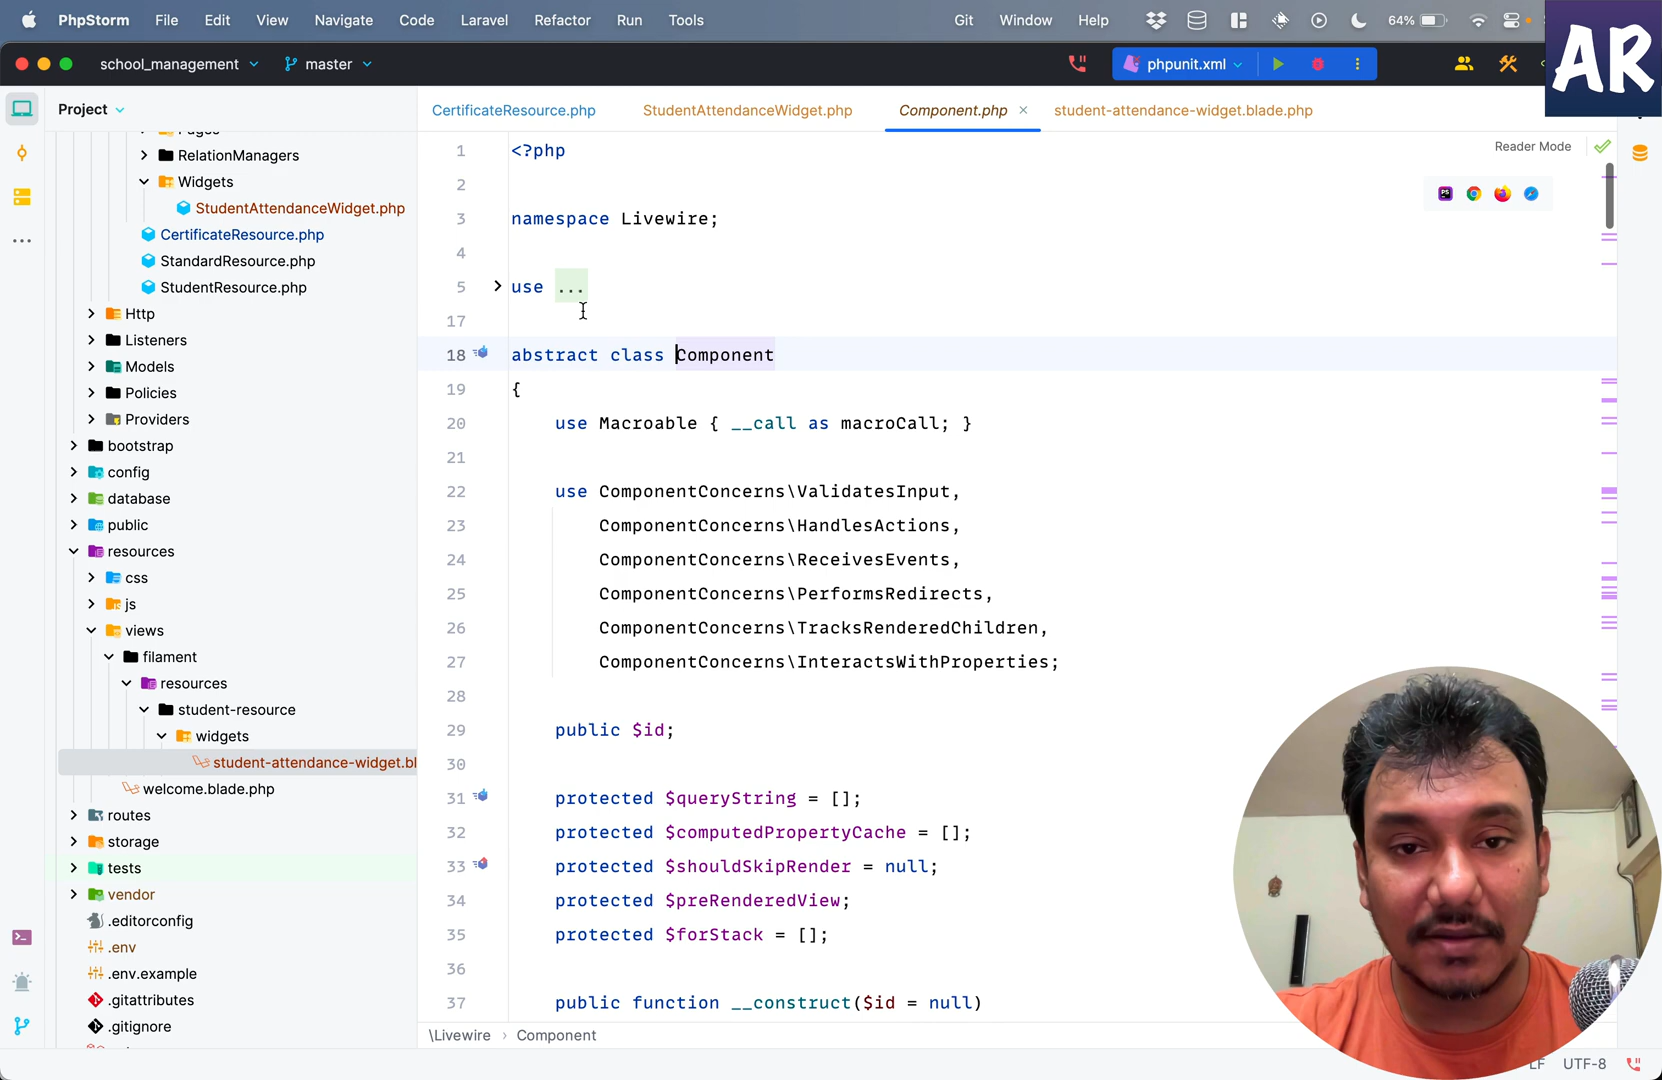 PhpStorm File Edit View Navigate Code Laravel Refactor Run Tools Git Window Help 64%
AR
school_management master phpunit.xml
Project
CertificateResource.php StudentAttendanceWidget.php Component.php student-attendance-widget.blade.php
Reader Mode
RelationManagers
Widgets
StudentAttendanceWidget.php
CertificateResource.php
StandardResource.php
StudentResource.php
Http
Listeners
Models
Policies
Providers
bootstrap
config
database
public
resources
css
js
views
filament
resources
student-resource
widgets
student-attendance-widget.bl
welcome.blade.php
routes
storage
tests
vendor
.editorconfig
.env
.env.example
.gitattributes
.gitignore
1 <?php
2
3 namespace Livewire;
4
5 use ...
17
18 abstract class Component
19 {
20 use Macroable { __call as macroCall; }
21
22 use ComponentConcerns\ValidatesInput,
23 ComponentConcerns\HandlesActions,
24 ComponentConcerns\ReceivesEvents,
25 ComponentConcerns\PerformsRedirects,
26 ComponentConcerns\TracksRenderedChildren,
27 ComponentConcerns\InteractsWithProperties;
28
29 public $id;
30
31 protected $queryString = [];
32 protected $computedPropertyCache = [];
33 protected $shouldSkipRender = null;
34 protected $preRenderedView;
35 protected $forStack = [];
36
37 public function __construct($id = null)
\Livewire › Component
LF UTF-8